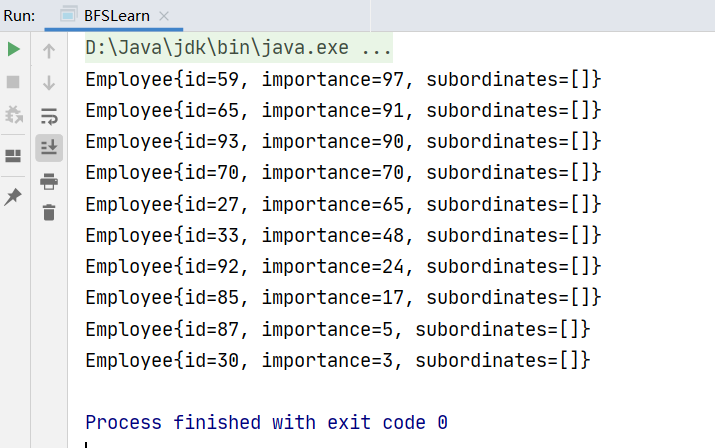 Run: BFSLearn
D:\Java\jdk\bin\java.exe ...
Employee{id=59, importance=97, subordinates=[]}
Employee{id=65, importance=91, subordinates=[]}
Employee{id=93, importance=90, subordinates=[]}
Employee{id=70, importance=70, subordinates=[]}
Employee{id=27, importance=65, subordinates=[]}
Employee{id=33, importance=48, subordinates=[]}
Employee{id=92, importance=24, subordinates=[]}
Employee{id=85, importance=17, subordinates=[]}
Employee{id=87, importance=5, subordinates=[]}
Employee{id=30, importance=3, subordinates=[]}
Process finished with exit code 0